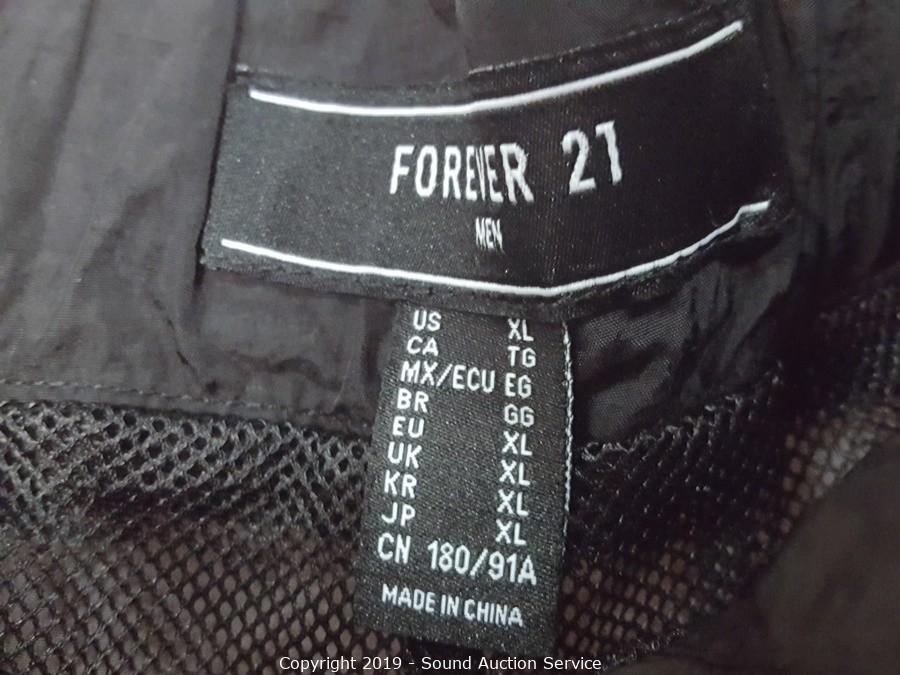 FOREVER 21
MEN
US XL
CA TG
MX/ECU EG
BR GG
EU XL
UK XL
KR XL
JP XL
CN 180/91A
MADE IN CHINA
Copyright 2019 - Sound Auction Service